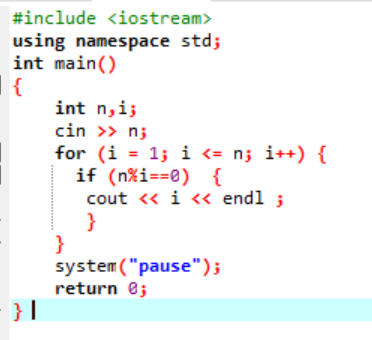 #include <iostream>
using namespace std;
int main()
{
    int n,i;
    cin >> n;
    for (i = 1; i <= n; i++) {
      if (n%i==0)  {
       cout << i << endl ;
       }
    }
    system("pause");
    return 0;
}